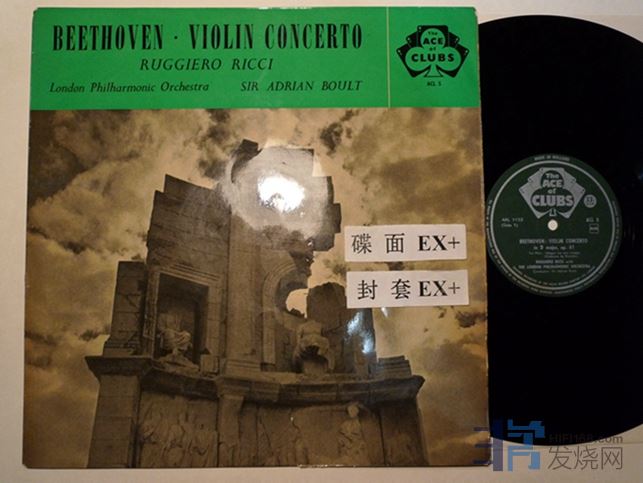 BEETHOVEN · VIOLIN CONCERTO
RUGGIERO RICCI
London Philharmonic Orchestra SIR ADRIAN BOULT
The
ACE
of
CLUBS
ACL 5
碟面 EX+
封套 EX+
MADE IN HOLLAND
The
ACE
of
CLUBS
ACL 5
(Side 1)
BEETHOVEN: VIOLIN CONCERTO
in D major, op. 61
RUGGIERO RICCI with
THE LONDON PHILHARMONIC ORCHESTRA
HIFI168.com
发烧网